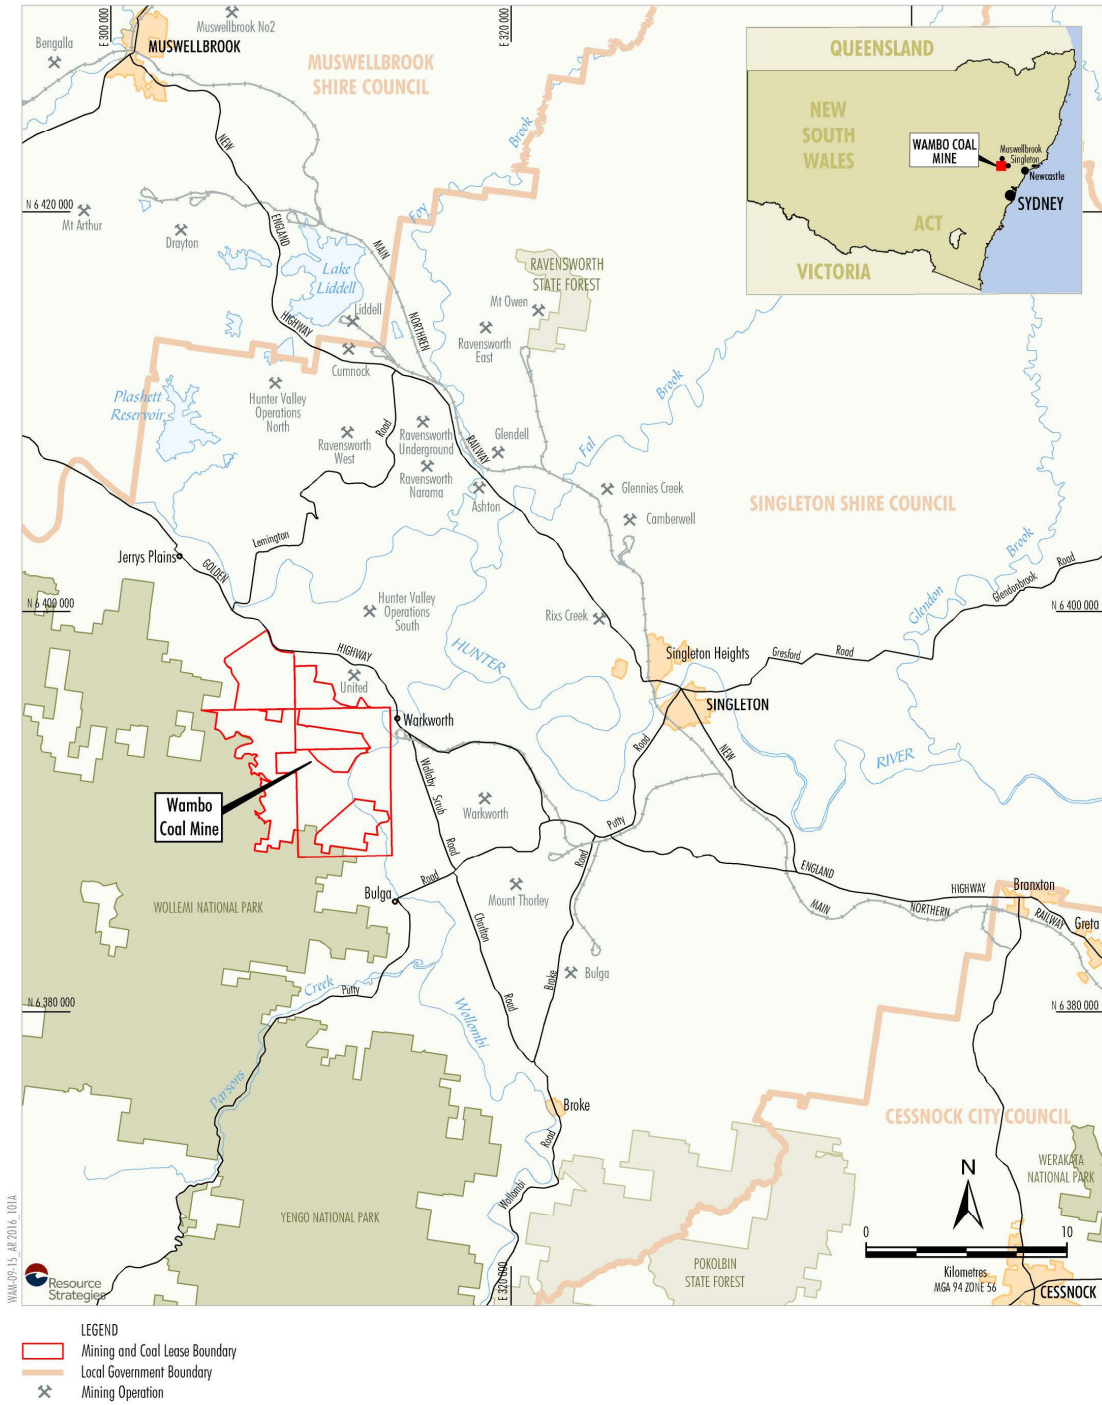 E 300 000
Muswellbrook No2
E 320 000
Bengalla
MUSWELLBROOK
MUSWELLBROOK
SHIRE COUNCIL
QUEENSLAND
NEW
SOUTH
WALES
WAMBO COAL
MINE
Muswellbrook
Singleton
Newcastle
SYDNEY
ACT
VICTORIA
Brook
NEW
N 6 420 000
Mt Arthur
Drayton
ENGLAND
Foy
MAIN
Lake
Liddell
RAVENSWORTH
STATE FOREST
Mt Owen
Liddell
HIGHWAY
NORTHREN
Ravensworth
East
Cumnock
Plashett
Reservoir
Hunter Valley
Operations
North
Brook
Road
Ravensworth
West
Ravensworth
Underground
Glendell
RAILWAY
Fal
Ravensworth
Narama
Ashton
Glennies Creek
Camberwell
SINGLETON SHIRE COUNCIL
Lemington
Jerrys Plains
GOLDEN
Brook
Road
Glendonbrook
Glendon
N 6 400 000
N 6 400 000
Hunter Valley
Operations
South
Rixs Creek
HIGHWAY
HUNTER
Singleton Heights
Gresford
Road
United
SINGLETON
Warkworth
Road
NEW
RIVER
Wallaby
Scrub
Road
Wambo
Coal Mine
Warkworth
Putty
Road
ENGLAND
HIGHWAY
Branxton
Road
Bulga
Mount Thorley
MAIN
NORTHERN
RAILWAY
Greta
WOLLEMI NATIONAL PARK
Charlton
Road
Broke
Bulga
Creek
Putty
N 6 380 000
N 6 380 000
Wollombi
Parsons
Broke
CESSNOCK CITY COUNCIL
Road
Wollombi
WERAKATA
NATIONAL PARK
N
YENGO NATIONAL PARK
0
10
Kilometres
MGA 94 ZONE 56
POKOLBIN
STATE FOREST
E 320 000
CESSNOCK
WAM-09-15_AR 2016_101A
Resource
Strategies
LEGEND
Mining and Coal Lease Boundary
Local Government Boundary
Mining Operation